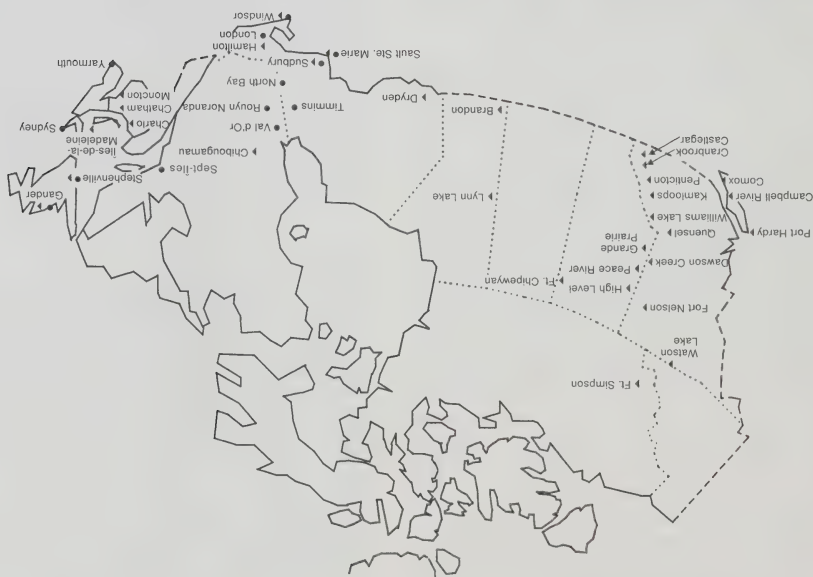 Ft. Simpson
Watson
Lake
Fort Nelson
High Level
Ft. Chipewyan
Peace River
Dawson Creek
Grande
Prairie
Port Hardy
Quensel
Williams Lake
Campbell River
Kamloops
Lynn Lake
Comox
Penticton
Cranbrook
Castlegar
Brandon
Dryden
Gander
Stephenville
Sept-Îles
Îles-de-la-
Madeleine
Chibougamau
Sydney
Val d'Or
Charlo
Timmins
Rouyn Noranda
Chatham
Moncton
North Bay
Yarmouth
Sudbury
Sault Ste. Marie
Hamilton
London
Windsor